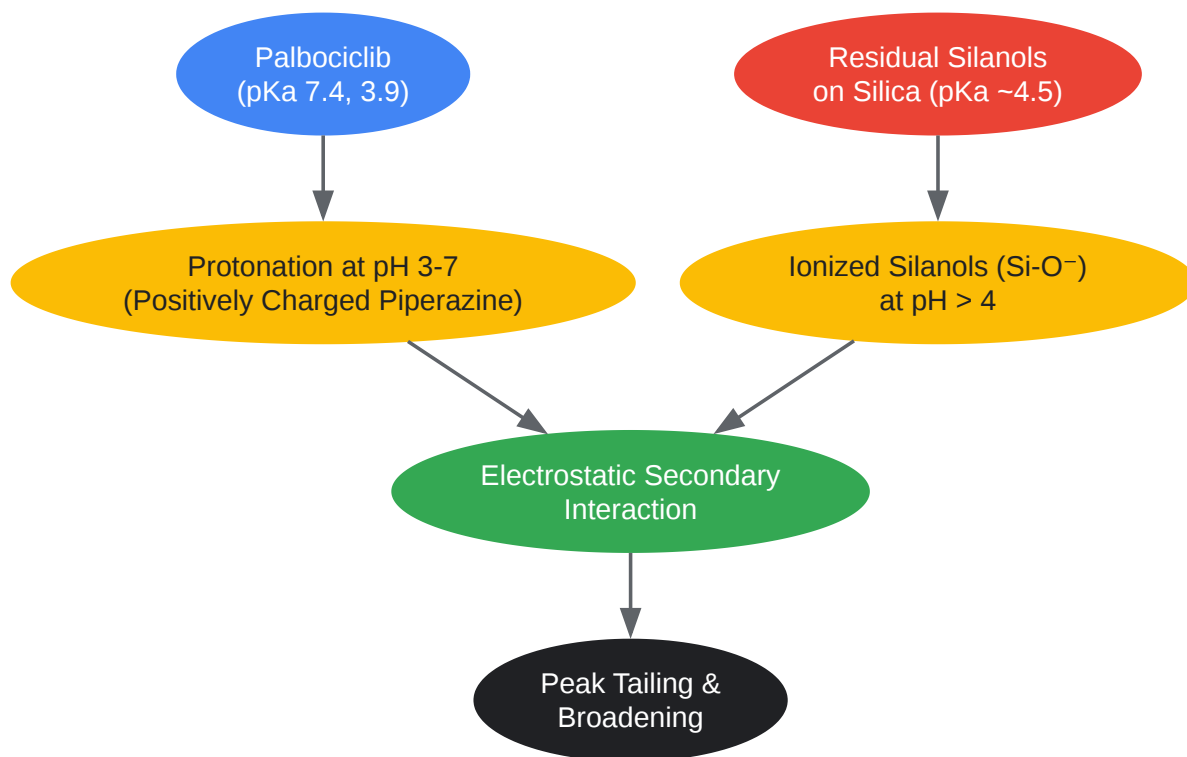 Palbociclib
(pKa 7.4, 3.9)
Residual Silanols
on Silica (pKa ~4.5)
Protonation at pH 3-7
(Positively Charged Piperazine)
Ionized Silanols (Si-O⁻)
at pH > 4
Electrostatic Secondary
Interaction
Peak Tailing &
Broadening